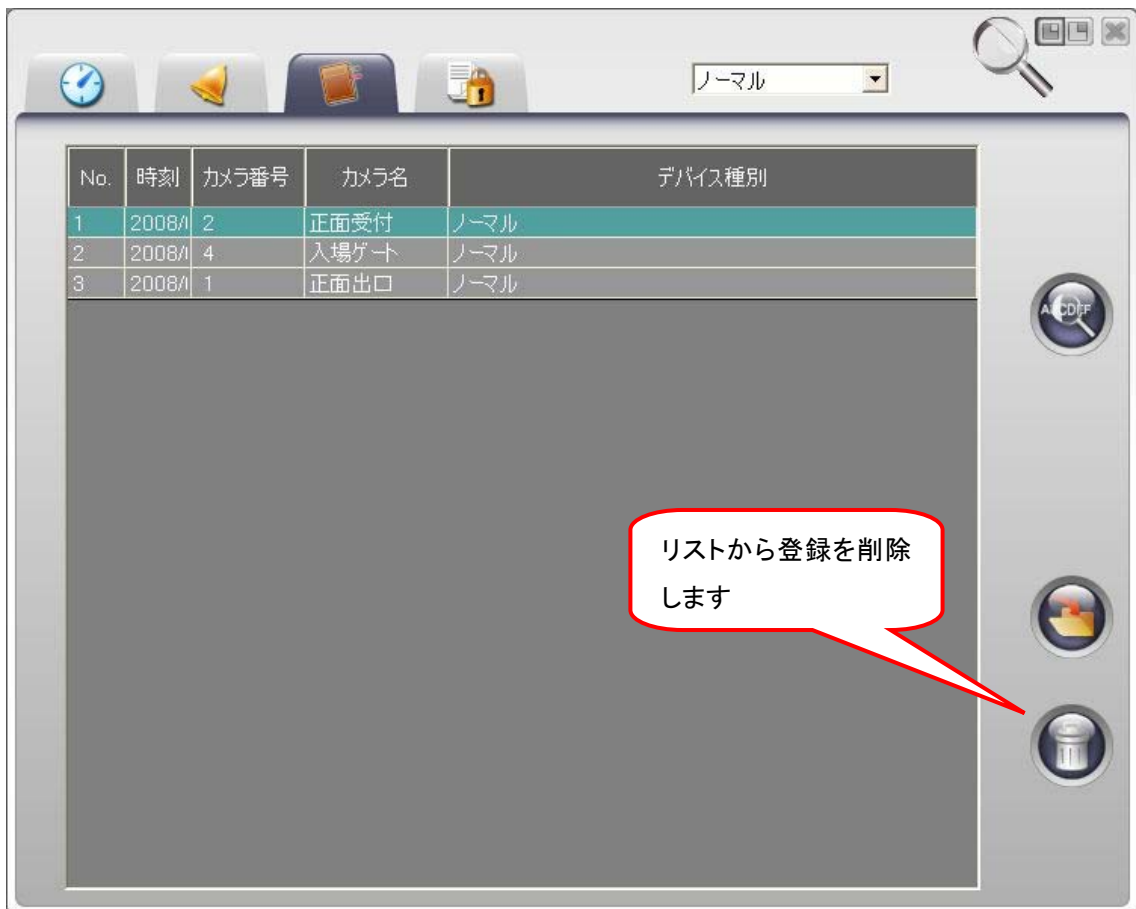 ノーマル
No. 時刻 カメラ番号 カメラ名 デバイス種別
1 2008/ 2 正面受付 ノーマル
2 2008/ 4 入場ゲート ノーマル
3 2008/ 1 正面出口 ノーマル
ABCDEF
リストから登録を削除
します